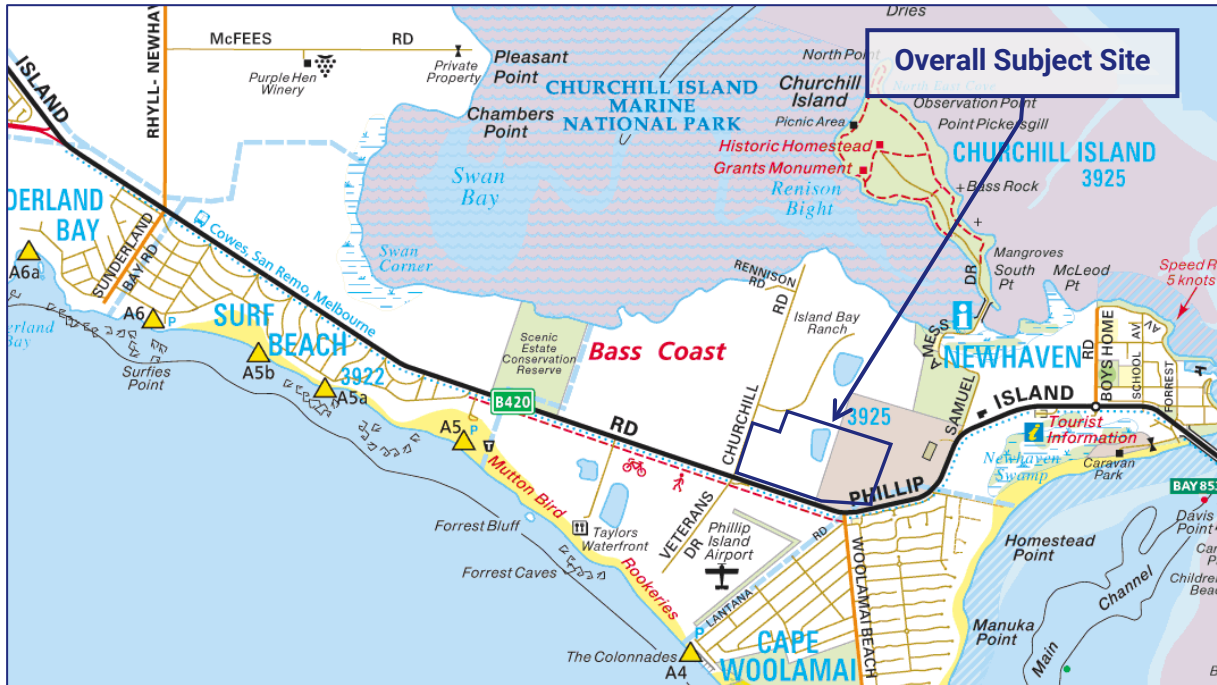 Dries
McFEES RD
Pleasant
Point
Private
Property
Purple Hen
Winery
ISLAND
RHYLL - NEWHAV
North Point
Overall Subject Site
CHURCHILL ISLAND
MARINE
NATIONAL PARK
Chambers
Point
Churchill
Island
Picnic Area
North East Cove
Observation Point
Point Pickersgill
Historic Homestead
Grants Monument
CHURCHILL ISLAND
3925
Renison
Bight
Bass Rock
Swan
Bay
DERLAND
BAY
SUNDERLAND
BAY RD
Cowes, San Remo, Melbourne
Swan
Corner
Mangroves
South
Pt
McLeod
Pt
Speed R
5 knots
RENNISON
RD
RD
DR
AMESS
i
A6a
A6
P
erland
Bay
Surfies
Point
SURF
BEACH
3922
A5b
A5a
Scenic
Estate
Conservation
Reserve
Bass Coast
Island Bay
Ranch
NEWHAVEN
BOYS HOME
RD
SCHOOL AV
FORREST
AV
B420
RD
CHURCHILL
3925
SAMUEL
ISLAND
i Tourist
Information
Newhaven
Swamp
Caravan
Park
A5
P
T
Mutton Bird
Rookeries
PHILLIP
BAY853
Davis
Point
Forrest Bluff
Taylors
Waterfront
VETERANS
DR
Phillip
Island
Airport
RD
LANTANA
WOOLAMAI BEACH
Homestead
Point
Forrest Caves
Children
Beac
Channel
Main
Manuka
Point
P
The Colonnades
A4
CAPE
WOOLAMAI